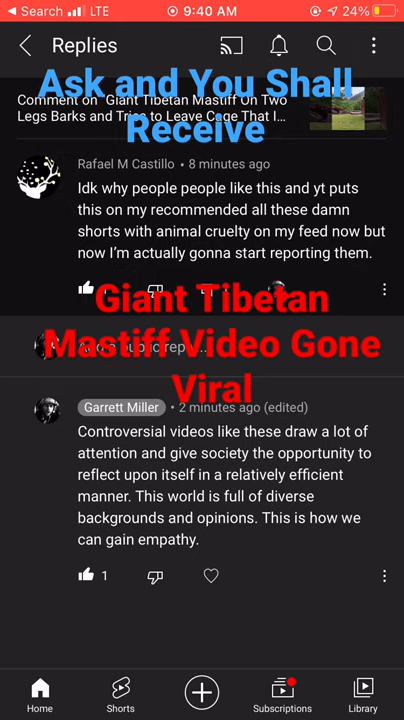 Search LTE 9:40 AM 24%
Replies
Ask and You Shall
Receive
Comment on "Giant Tibetan Mastiff On Two
Legs Barks and Tries to Leave Cage That I...
Rafael M Castillo • 8 minutes ago
Idk why people people like this and yt puts
this on my recommended all these damn
shorts with animal cruelty on my feed now but
now I'm actually gonna start reporting them.
Giant Tibetan
Mastiff Video Gone
Viral
Garrett Miller • 2 minutes ago (edited)
Controversial videos like these draw a lot of
attention and give society the opportunity to
reflect upon itself in a relatively efficient
manner. This world is full of diverse
backgrounds and opinions. This is how we
can gain empathy.
1
Home Shorts Subscriptions Library